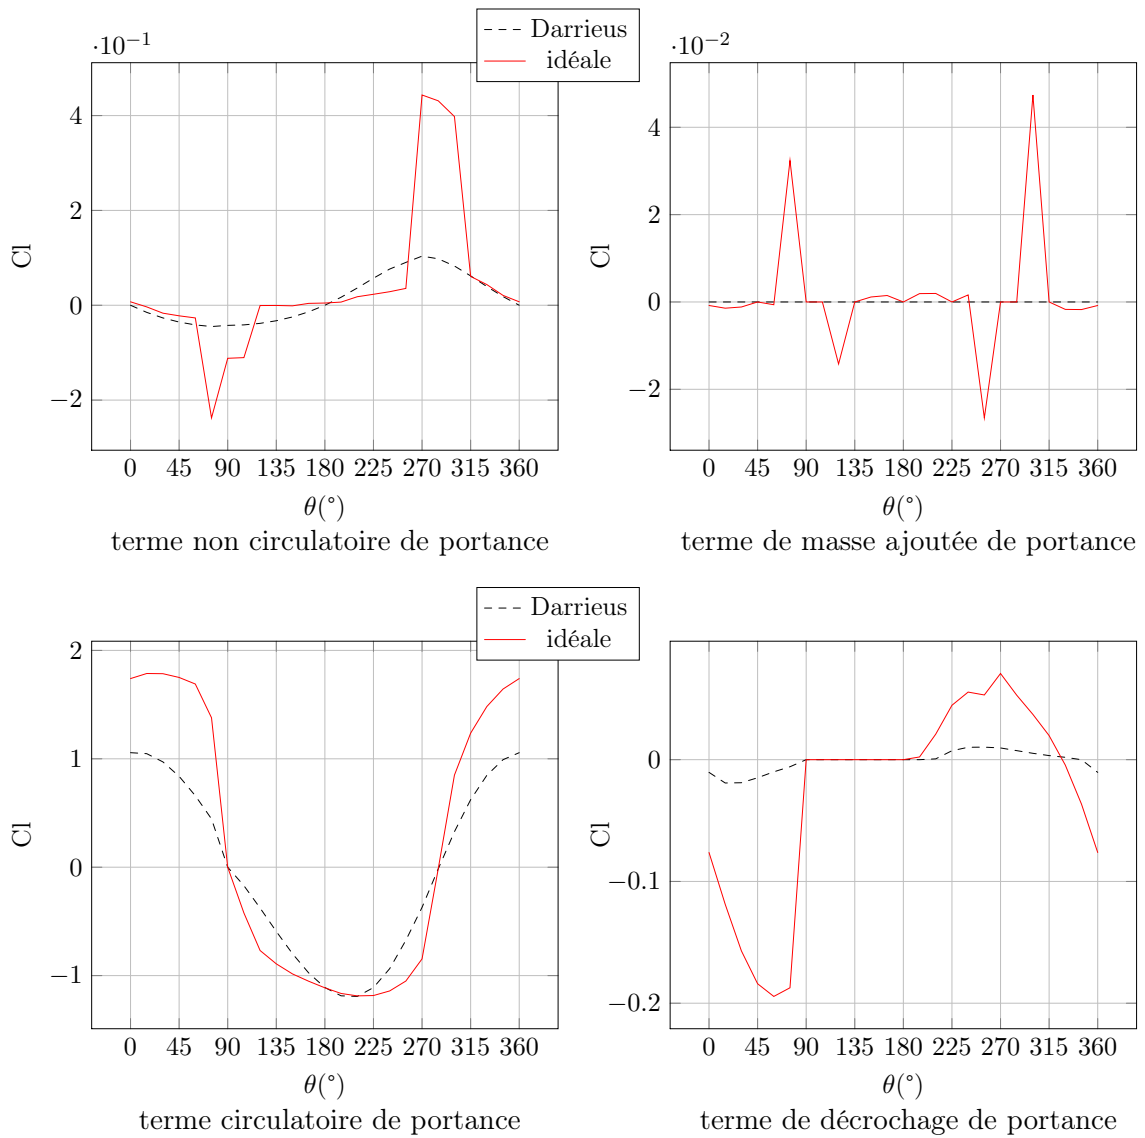 Darrieus
idéale
·10⁻¹
4
2
0
−2
Cl
0 45 90 135 180 225 270 315 360
θ(°)
terme non circulatoire de portance
·10⁻²
4
2
0
−2
Cl
0 45 90 135 180 225 270 315 360
θ(°)
terme de masse ajoutée de portance
Darrieus
idéale
2
1
0
−1
Cl
0 45 90 135 180 225 270 315 360
θ(°)
terme circulatoire de portance
0
−0.1
−0.2
Cl
0 45 90 135 180 225 270 315 360
θ(°)
terme de décrochage de portance